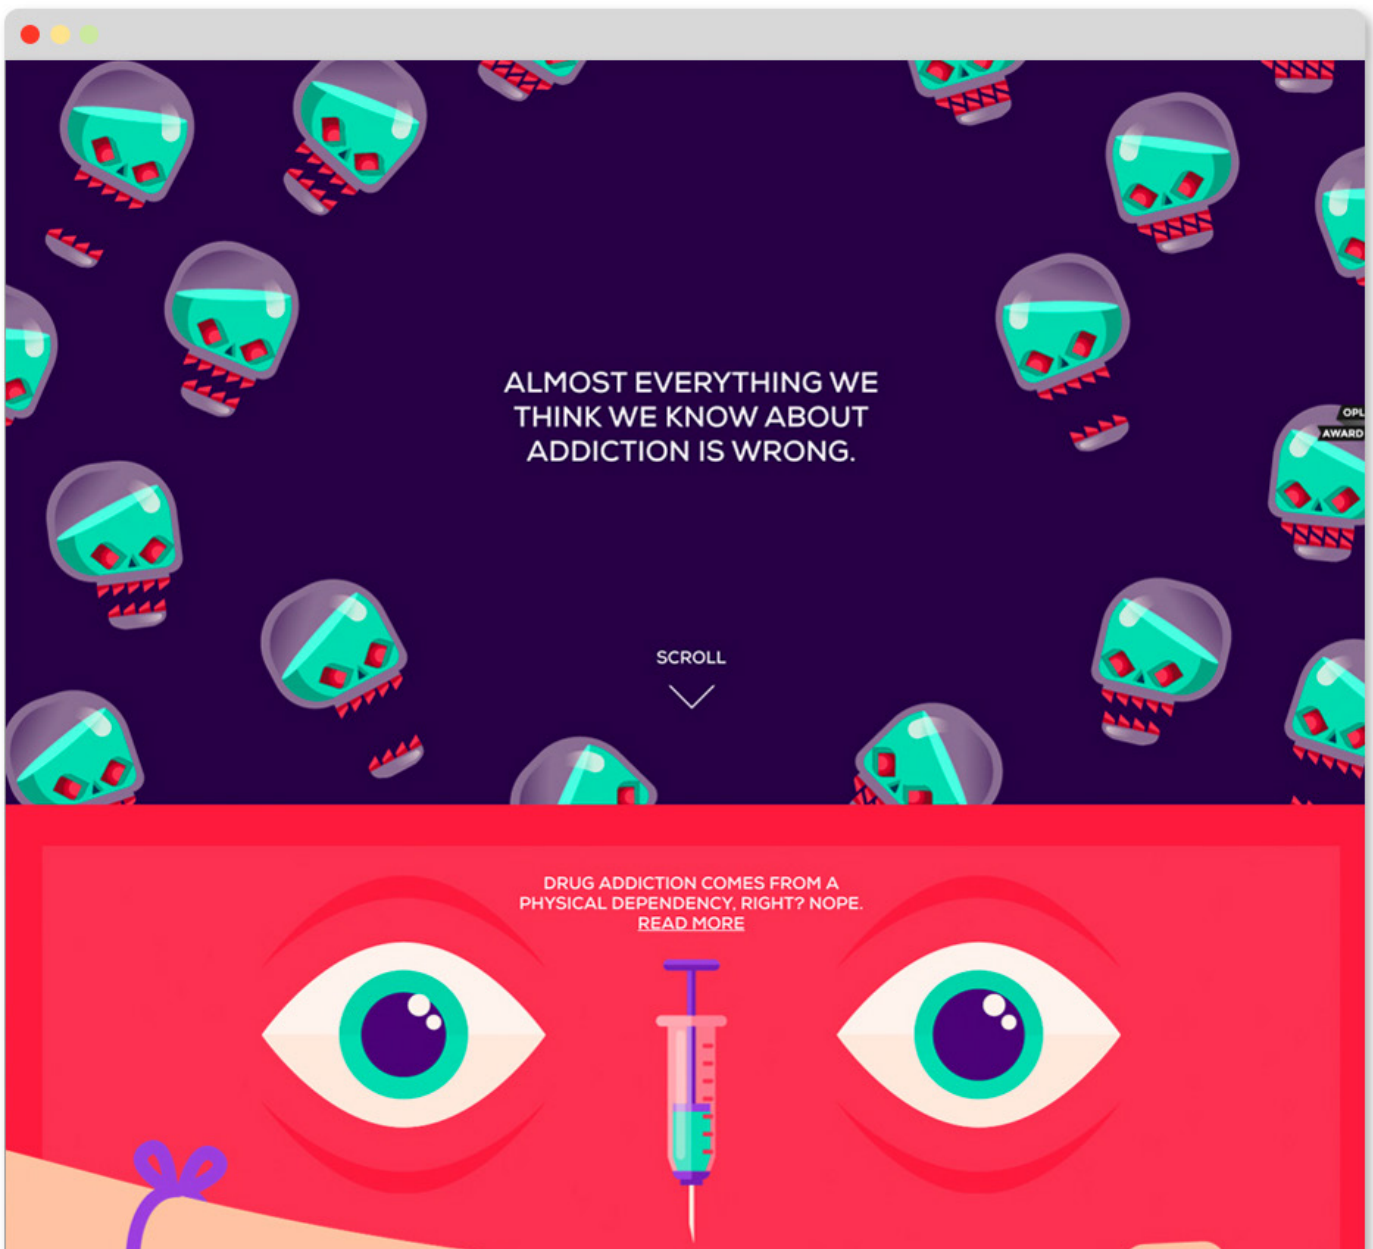 ALMOST EVERYTHING WE
THINK WE KNOW ABOUT
ADDICTION IS WRONG.
OPL
AWARD
SCROLL
DRUG ADDICTION COMES FROM A
PHYSICAL DEPENDENCY, RIGHT? NOPE.
READ MORE